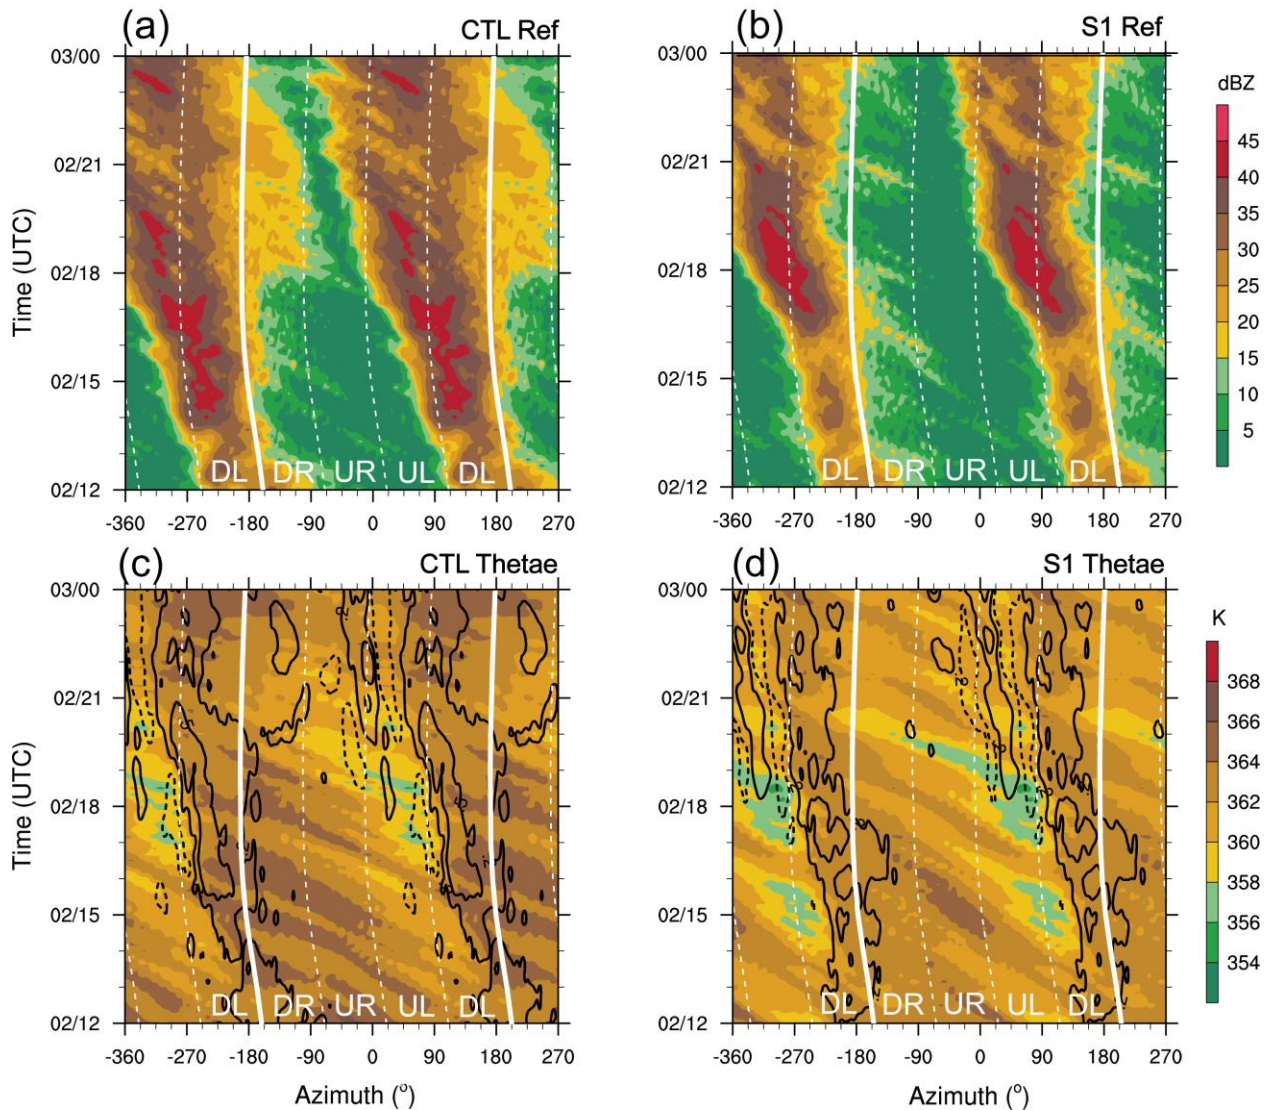 (a) CTL Ref
(b) S1 Ref
03/00
02/21
02/18
02/15
02/12
Time (UTC)
DL DR UR UL DL
-360 -270 -180 -90 0 90 180 270
03/00
02/21
02/18
02/15
02/12
DL DR UR UL DL
-360 -270 -180 -90 0 90 180 270
dBZ
45
40
35
30
25
20
15
10
5
(c) CTL Thetae
(d) S1 Thetae
03/00
02/21
02/18
02/15
02/12
Time (UTC)
DL DR UR UL DL
-360 -270 -180 -90 0 90 180 270
Azimuth (o)
03/00
02/21
02/18
02/15
02/12
DL DR UR UL DL
-360 -270 -180 -90 0 90 180 270
Azimuth (o)
K
368
366
364
362
360
358
356
354